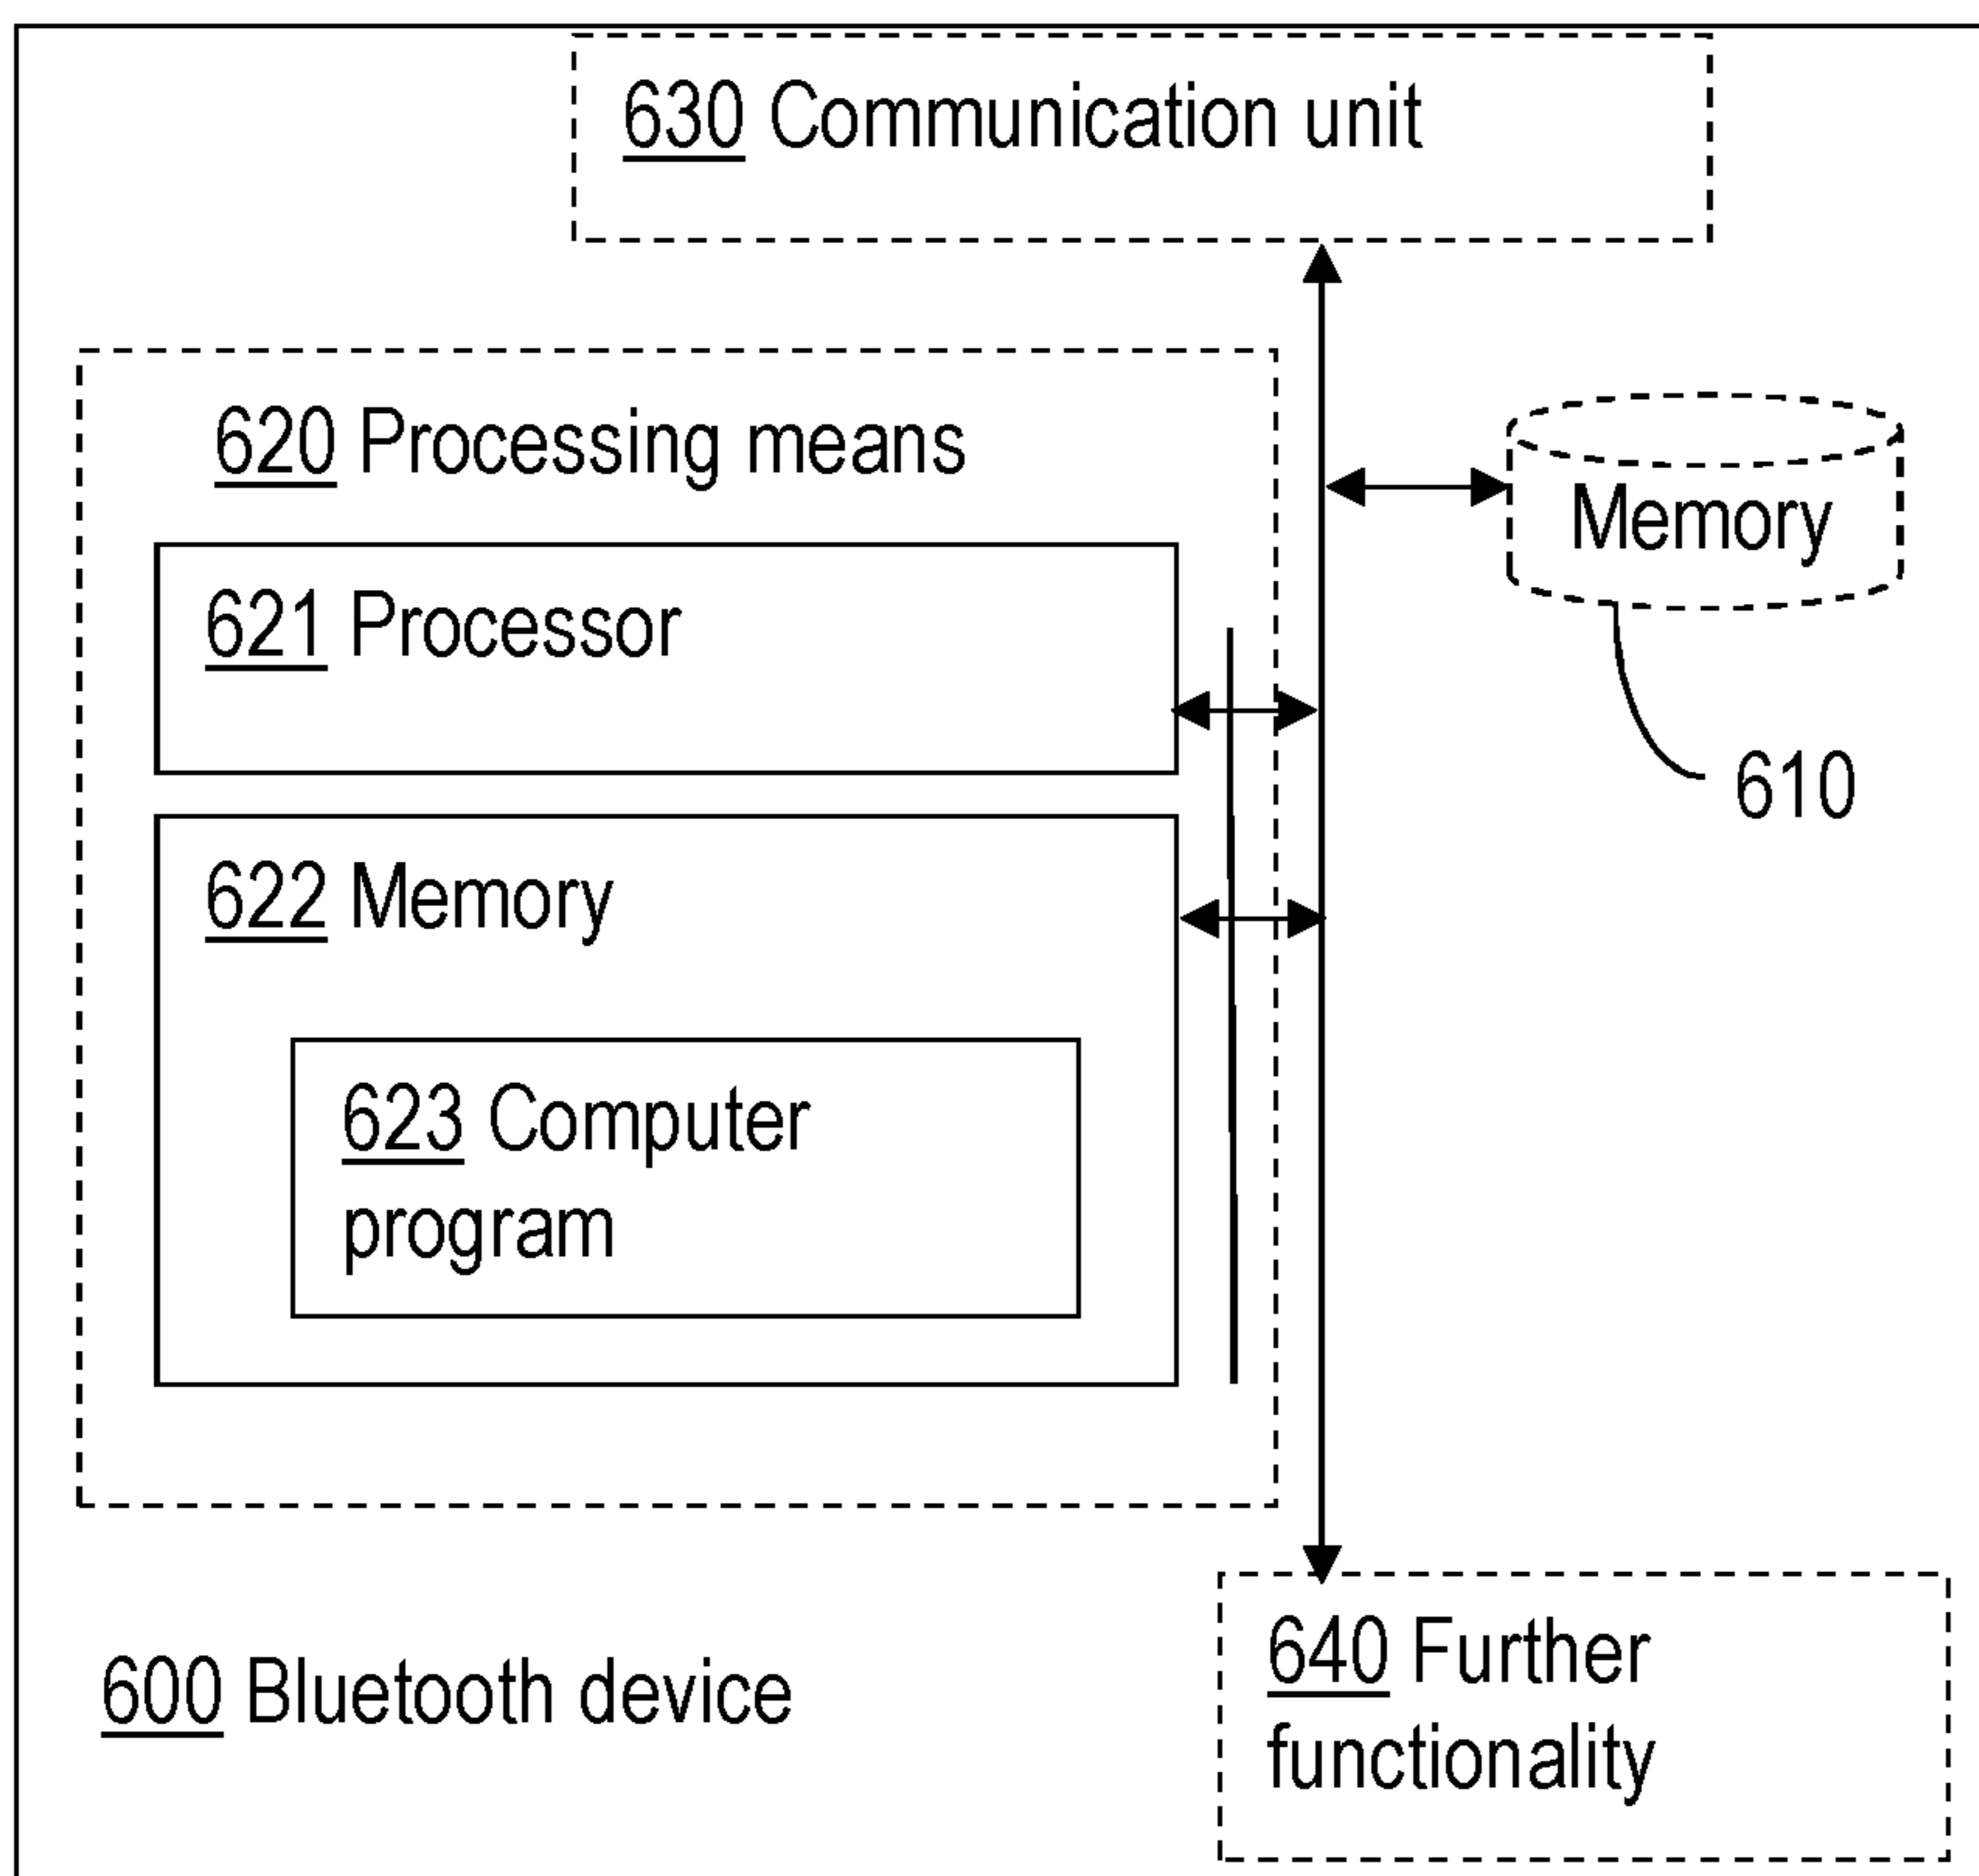 630 Communication unit
620 Processing means
Memory
621 Processor
610
622 Memory
623 Computer
program
600 Bluetooth device
640 Further
functionality